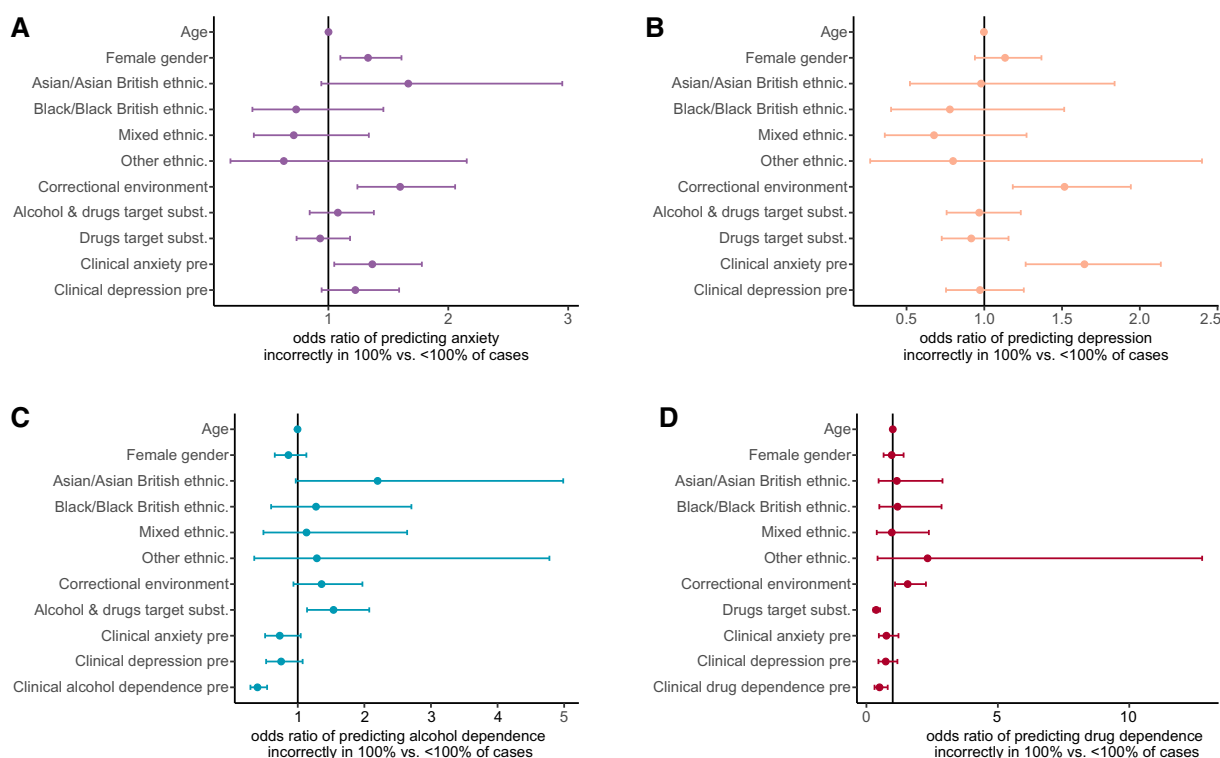 A
Age
Female gender
Asian/Asian British ethnic.
Black/Black British ethnic.
Mixed ethnic.
Other ethnic.
Correctional environment
Alcohol & drugs target subst.
Drugs target subst.
Clinical anxiety pre
Clinical depression pre
1 2 3
odds ratio of predicting anxiety
incorrectly in 100% vs. <100% of cases
B
Age
Female gender
Asian/Asian British ethnic.
Black/Black British ethnic.
Mixed ethnic.
Other ethnic.
Correctional environment
Alcohol & drugs target subst.
Drugs target subst.
Clinical anxiety pre
Clinical depression pre
0.5 1.0 1.5 2.0 2.5
odds ratio of predicting depression
incorrectly in 100% vs. <100% of cases
C
Age
Female gender
Asian/Asian British ethnic.
Black/Black British ethnic.
Mixed ethnic.
Other ethnic.
Correctional environment
Alcohol & drugs target subst.
Clinical anxiety pre
Clinical depression pre
Clinical alcohol dependence pre
1 2 3 4 5
odds ratio of predicting alcohol dependence
incorrectly in 100% vs. <100% of cases
D
Age
Female gender
Asian/Asian British ethnic.
Black/Black British ethnic.
Mixed ethnic.
Other ethnic.
Correctional environment
Drugs target subst.
Clinical anxiety pre
Clinical depression pre
Clinical drug dependence pre
0 5 10
odds ratio of predicting drug dependence
incorrectly in 100% vs. <100% of cases